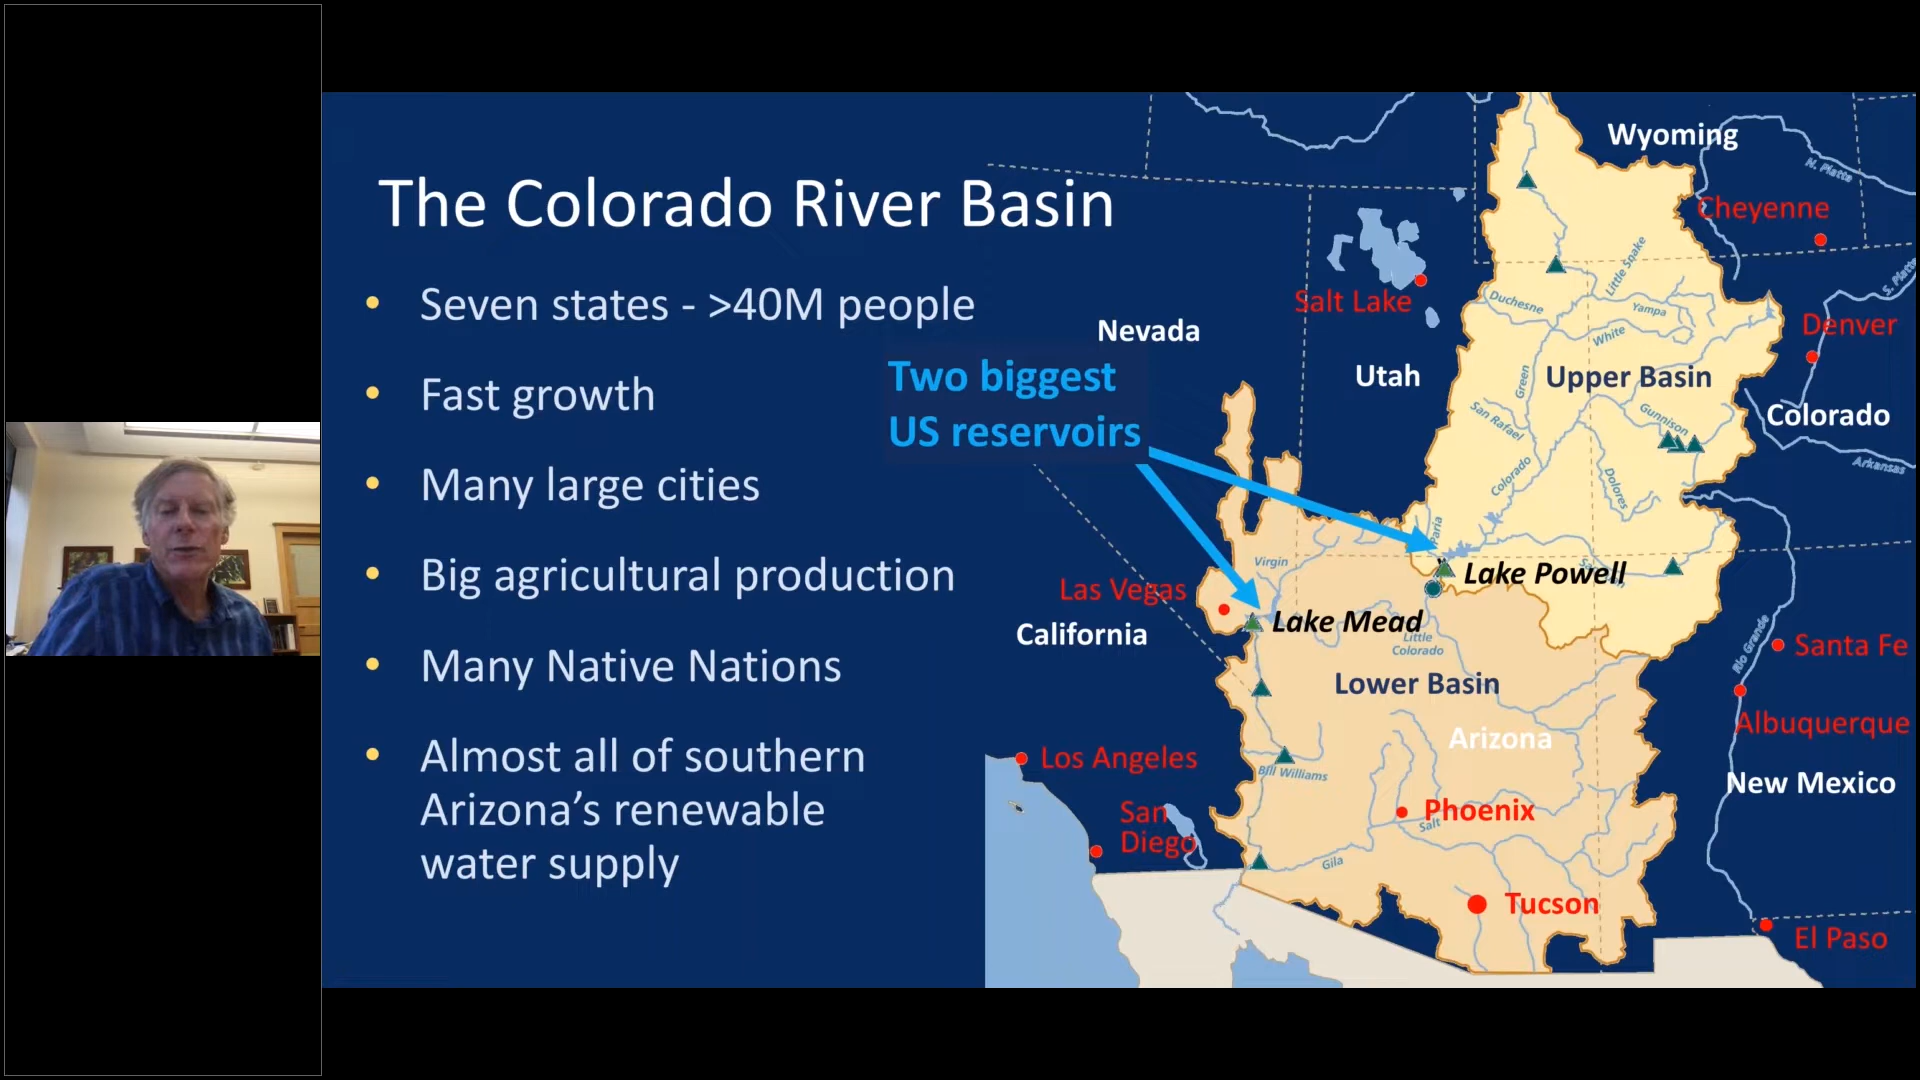 The Colorado River Basin
• Seven states - >40M people
• Fast growth
• Many large cities
• Big agricultural production
• Many Native Nations
• Almost all of southern
Arizona’s renewable
water supply
Two biggest
US reservoirs
Wyoming
N. Platte
Cheyenne
S. Platte
Little Snake
Salt Lake
Duchesne
Yampa
Nevada
White
Denver
Utah
Green
Upper Basin
San Rafael
Gunnison
Colorado
Colorado
Dolores
Arkansas
Paria
Virgin
Las Vegas
Lake Powell
California
Lake Mead
Little
Colorado
Rio Grande
Santa Fe
Lower Basin
Albuquerque
Arizona
Los Angeles
Bill Williams
New Mexico
San
Diego
Phoenix
Salt
Gila
Tucson
El Paso